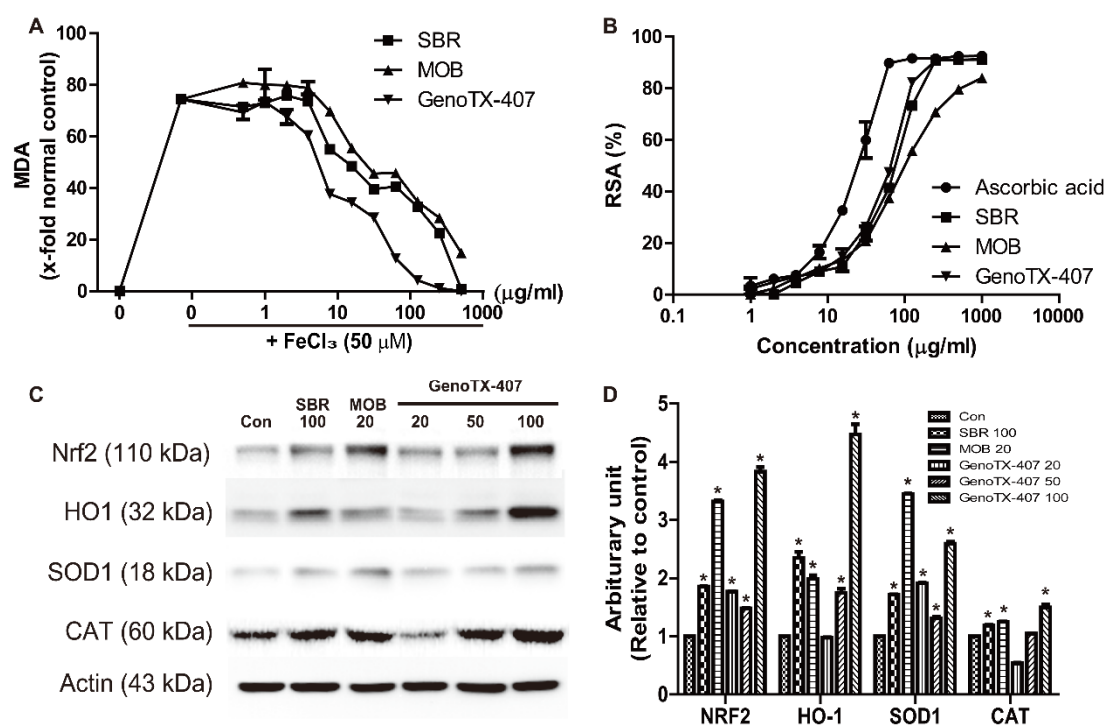 A
SBR
MOB
GenoTX-407
MDA
(x-fold normal control)
100
80
60
40
20
0
0 0 1 10 100 1000 (μg/ml)
+ FeCl₃ (50 μM)
B
100
80
60
40
20
0
RSA (%)
Ascorbic acid
SBR
MOB
GenoTX-407
0.1 1 10 100 1000 10000
Concentration (μg/ml)
C
GenoTX-407
SBR MOB
Con 100 20 20 50 100
Nrf2 (110 kDa)
HO1 (32 kDa)
SOD1 (18 kDa)
CAT (60 kDa)
Actin (43 kDa)
D
Arbiturary unit
(Relative to control)
5
4
3
2
1
0
Con
SBR 100
MOB 20
GenoTX-407 20
GenoTX-407 50
GenoTX-407 100
* * * * *
* * * *
* * * * *
* * *
NRF2 HO-1 SOD1 CAT